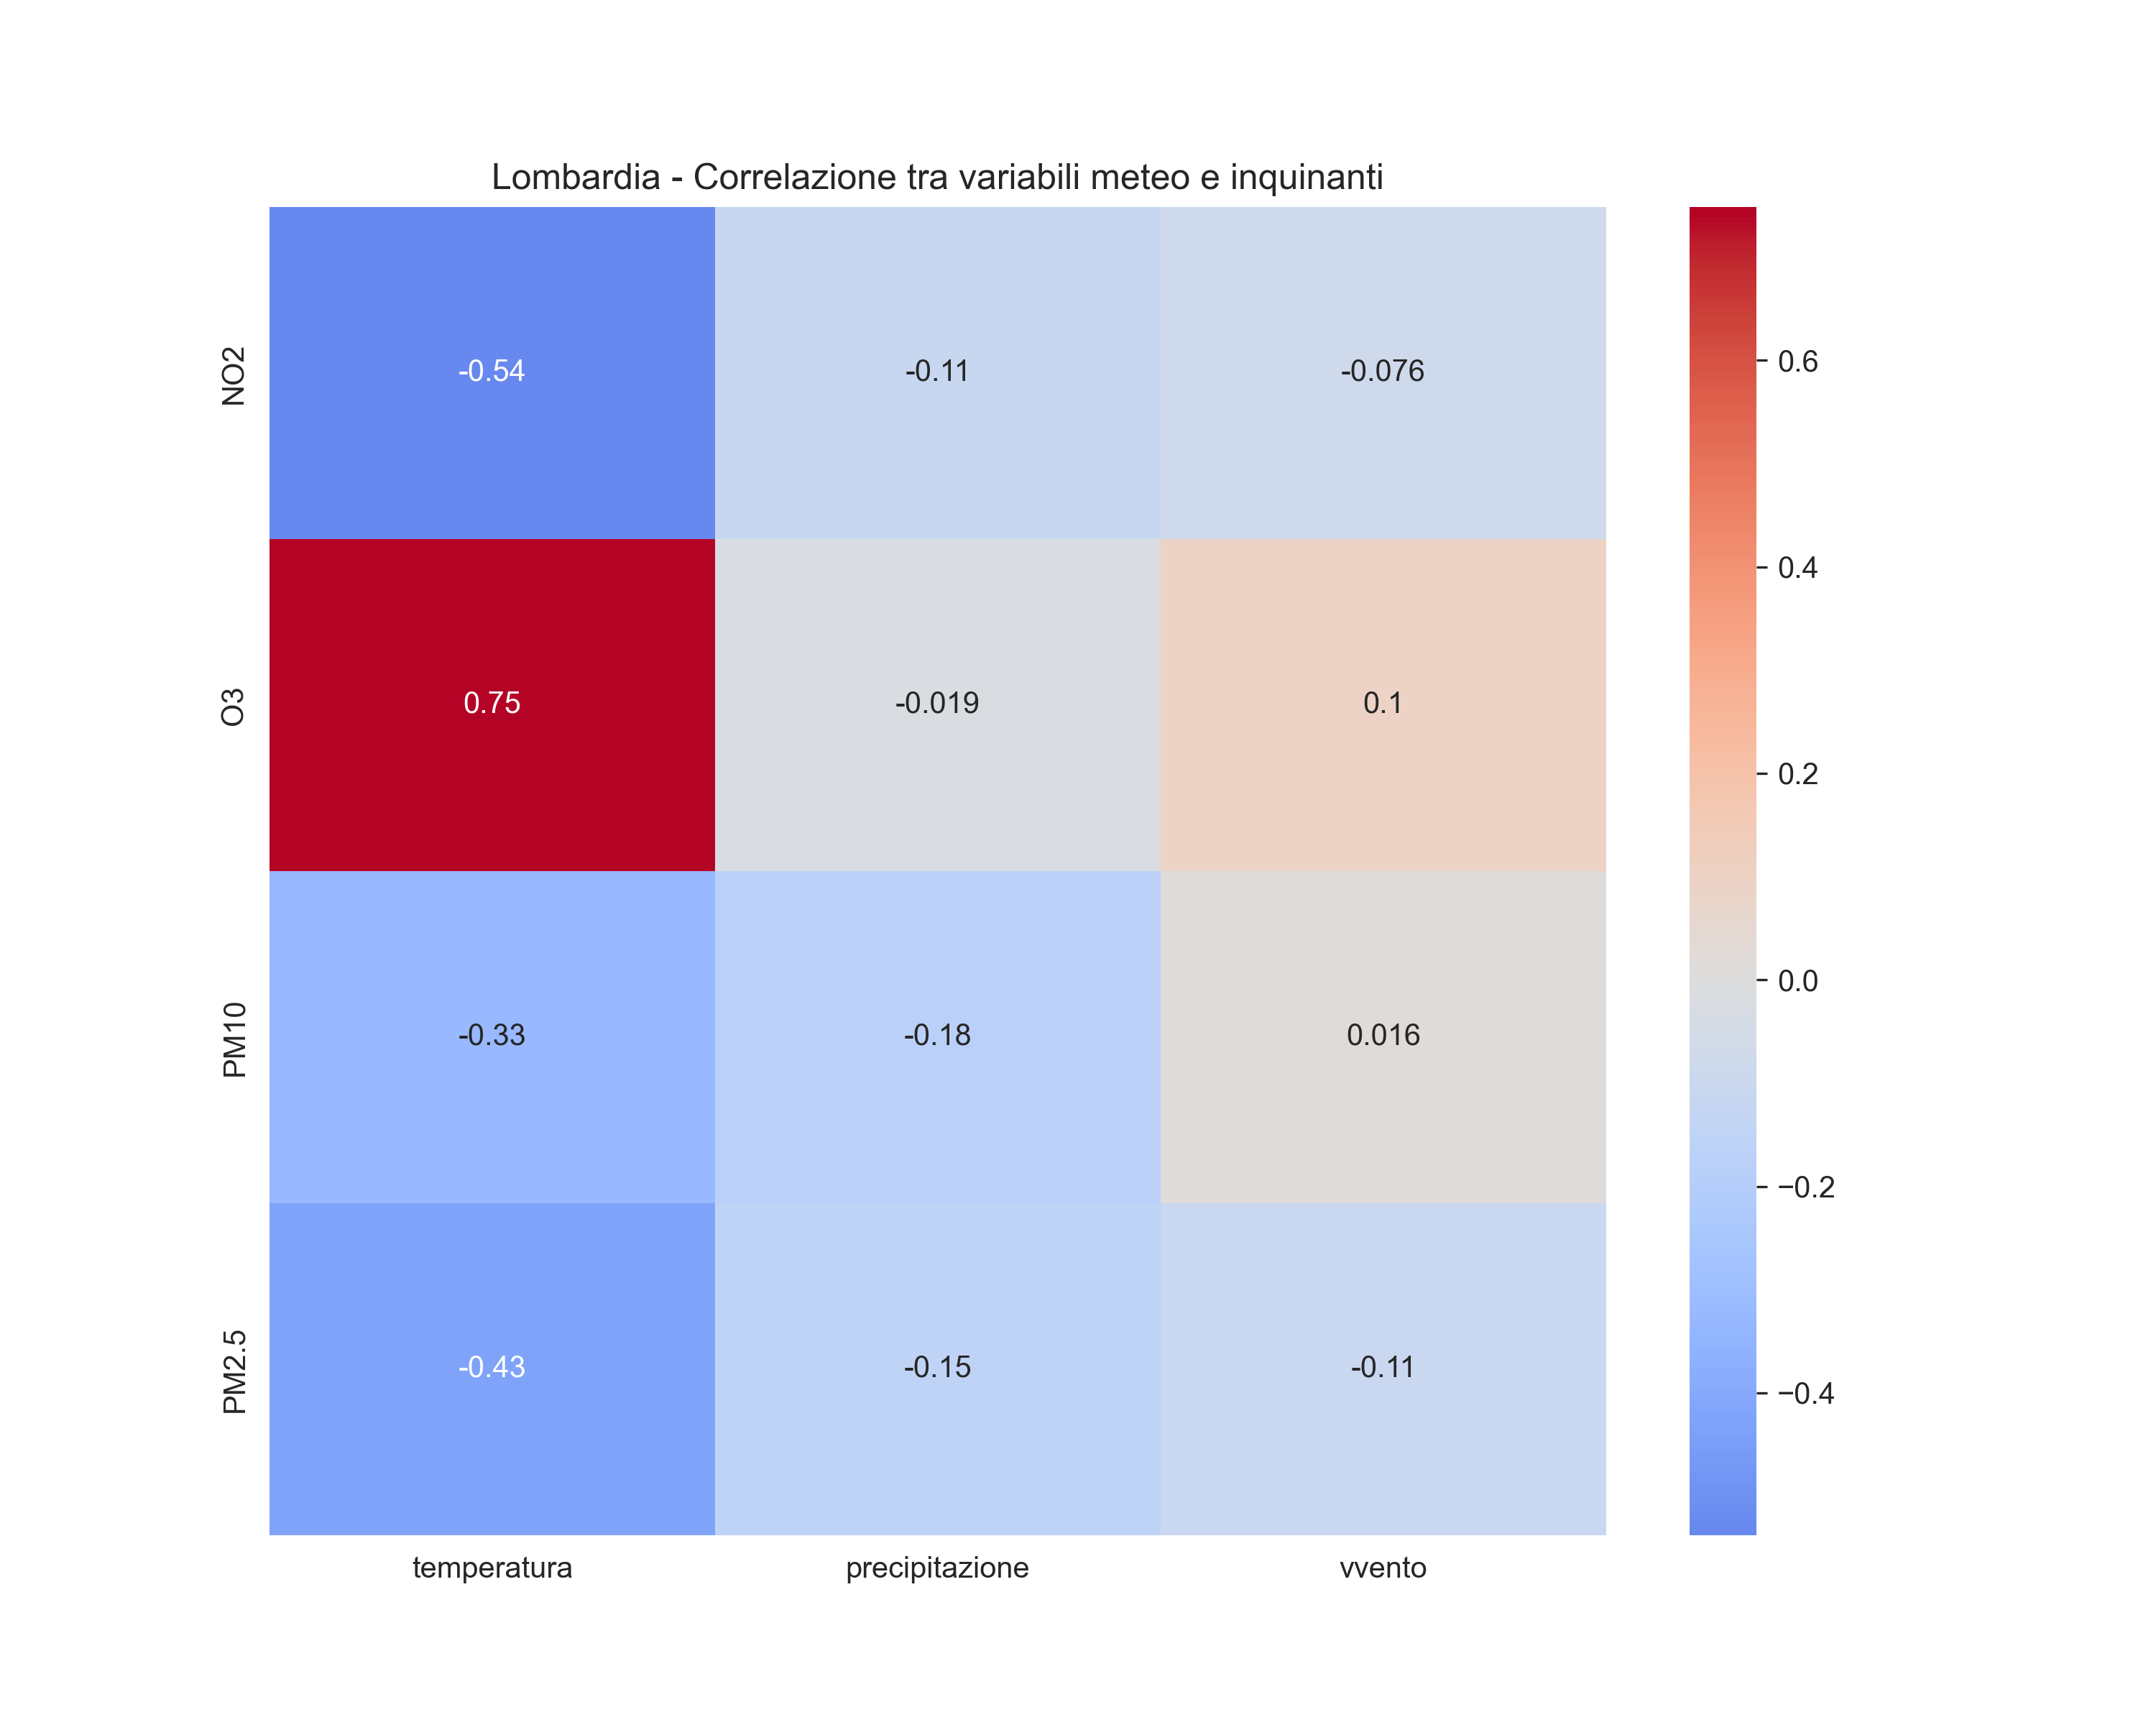 Lombardia - Correlazione tra variabili meteo e inquinanti
NO2
-0.54
-0.11
-0.076
O3
0.75
-0.019
0.1
PM10
-0.33
-0.18
0.016
PM2.5
-0.43
-0.15
-0.11
temperatura
precipitazione
vvento
0.6
0.4
0.2
0.0
−0.2
−0.4